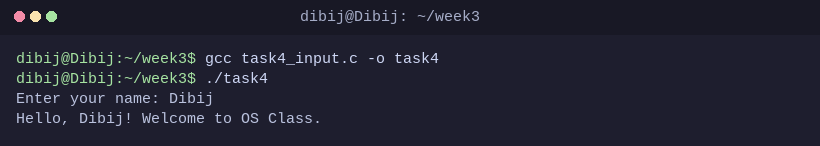 dibij@Dibij: ~/week3
dibij@Dibij:~/week3$ gcc task4_input.c -o task4
dibij@Dibij:~/week3$ ./task4
Enter your name: Dibij
Hello, Dibij! Welcome to OS Class.